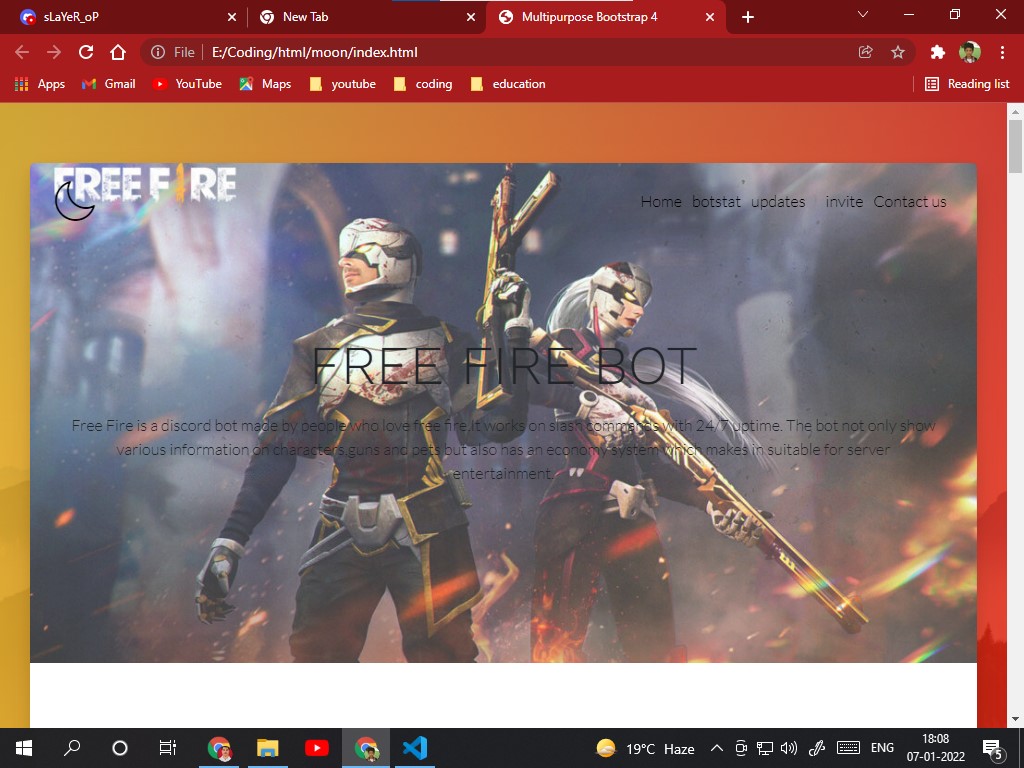 sLaYeR_oP
New Tab
Multipurpose Bootstrap 4
File
E:/Coding/html/moon/index.html
Apps
Gmail
YouTube
Maps
youtube
coding
education
Reading list
FREE FIRE
Home botstat updates invite Contact us
FREE FIRE BOT
Free Fire is a discord bot made by people who love free fire,It works on slash commands with 24/7 uptime. The bot not only show
various information on characters,guns and pets but also has an economy system which makes in suitable for server
entertainment.
19°C Haze
ENG
18:08
07-01-2022
5